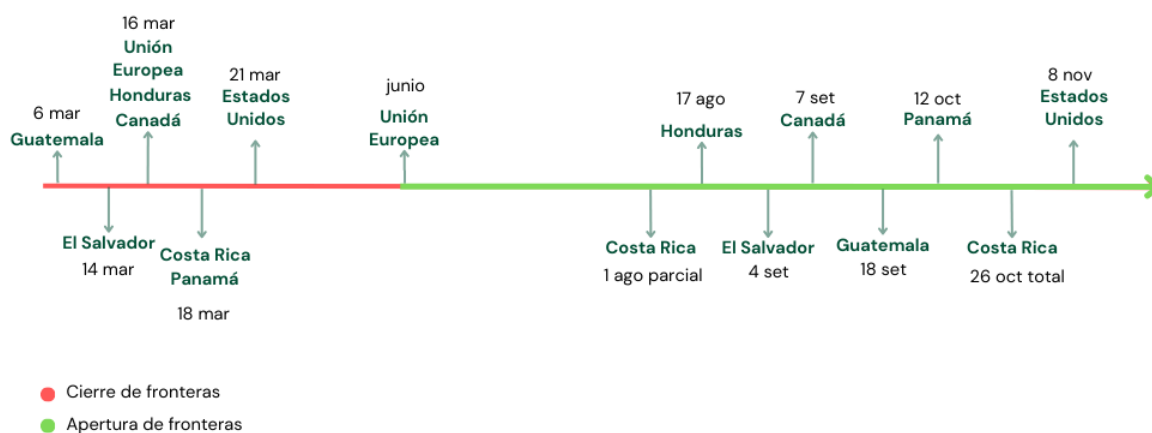 6 mar
Guatemala
El Salvador
14 mar
16 mar
Unión
Europea
Honduras
Canadá
Costa Rica
Panamá
18 mar
21 mar
Estados
Unidos
junio
Unión
Europea
Costa Rica
1 ago parcial
17 ago
Honduras
El Salvador
4 set
7 set
Canadá
Guatemala
18 set
12 oct
Panamá
Costa Rica
26 oct total
8 nov
Estados
Unidos
Cierre de fronteras
Apertura de fronteras